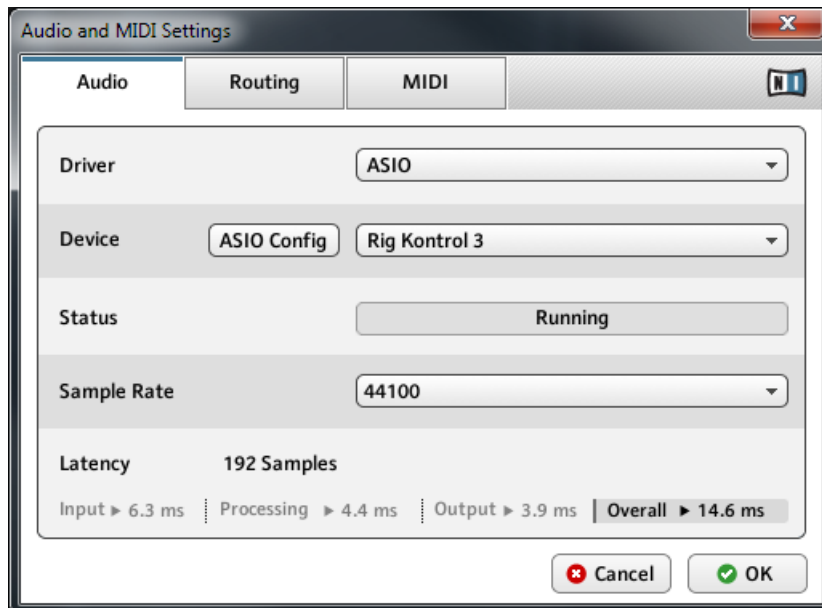 Audio and MIDI Settings
Audio Routing MIDI NI
Driver ASIO
Device ASIO Config Rig Kontrol 3
Status Running
Sample Rate 44100
Latency 192 Samples
Input ▸ 6.3 ms Processing ▸ 4.4 ms Output ▸ 3.9 ms Overall ▸ 14.6 ms
Cancel OK